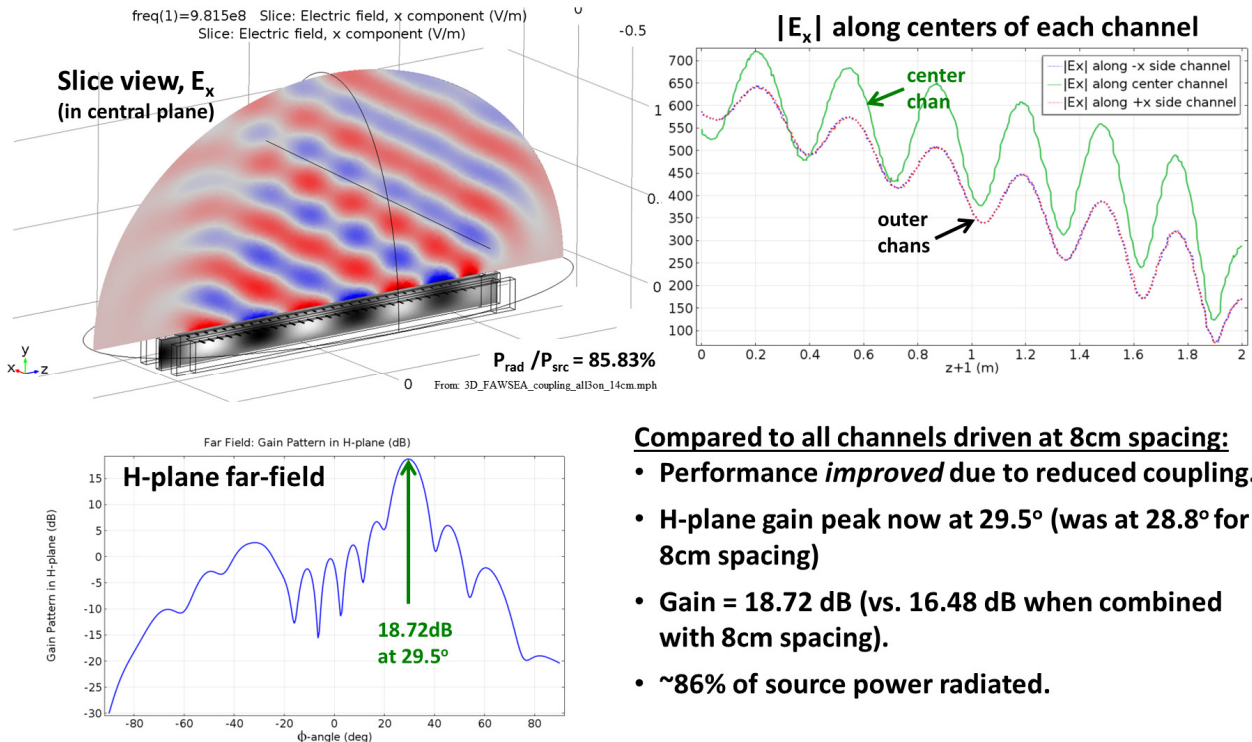 freq(1)=9.815e8 Slice: Electric field, x component (V/m)
Slice: Electric field, x component (V/m)
0
-0.5
Slice view, Ex
(in central plane)
1
0.
0
0
y
x
z
Prad /Psrc = 85.83%
From: 3D_FAWSEA_coupling_all3on_14cm.mph
|Ex| along centers of each channel
700
650
600
550
500
450
400
350
300
250
200
150
100
|Ex| along -x side channel
|Ex| along center channel
|Ex| along +x side channel
center
chan
outer
chans
0 0.2 0.4 0.6 0.8 1 1.2 1.4 1.6 1.8 2
z+1 (m)
Far Field: Gain Pattern in H-plane (dB)
H-plane far-field
Gain Pattern in H-plane (dB)
15
10
5
0
-5
-10
-15
-20
-25
-30
18.72dB
at 29.5º
-80 -60 -40 -20 0 20 40 60 80
ϕ-angle (deg)
Compared to all channels driven at 8cm spacing:
• Performance improved due to reduced coupling.
• H-plane gain peak now at 29.5º (was at 28.8º for
8cm spacing)
• Gain = 18.72 dB (vs. 16.48 dB when combined
with 8cm spacing).
• ~86% of source power radiated.